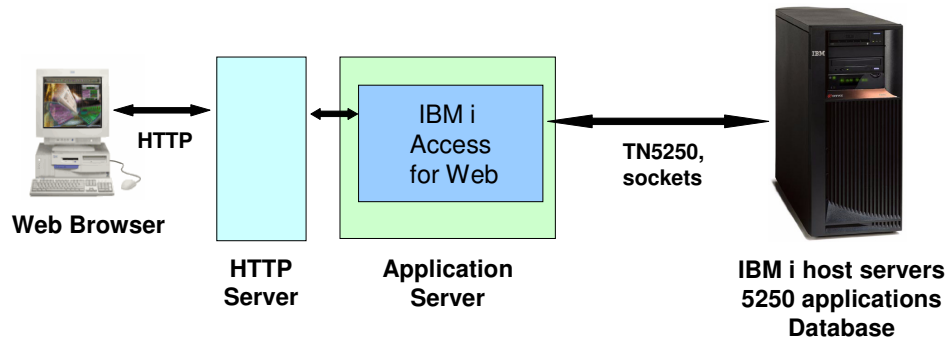 IBM i
Access
for Web
HTTP
TN5250,
sockets
IBM
Web Browser
HTTP
Server
Application
Server
IBM i host servers
5250 applications
Database